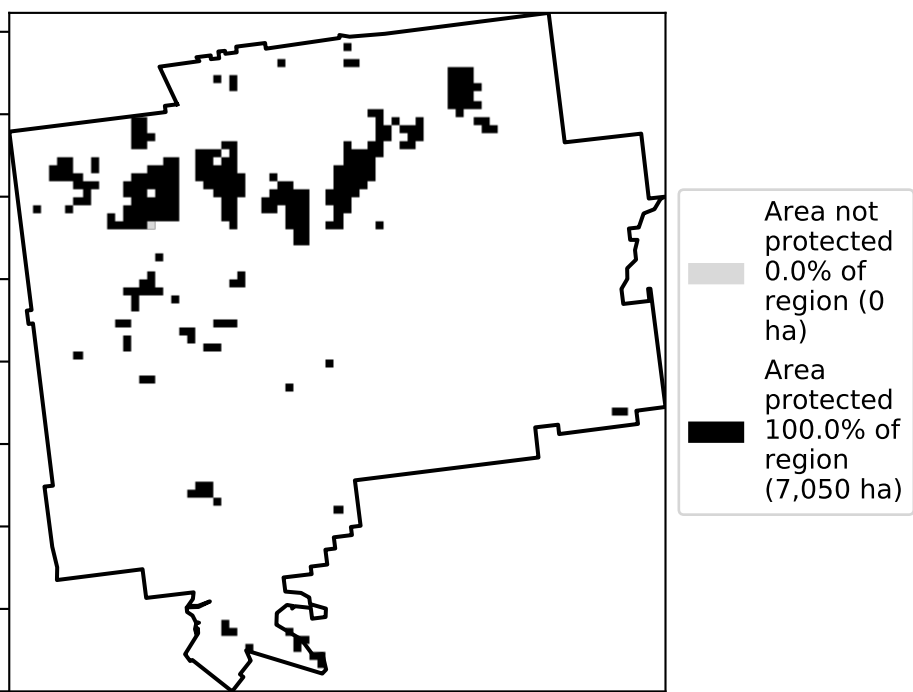 Area not
protected
0.0% of
region (0
ha)
Area
protected
100.0% of
region
(7,050 ha)